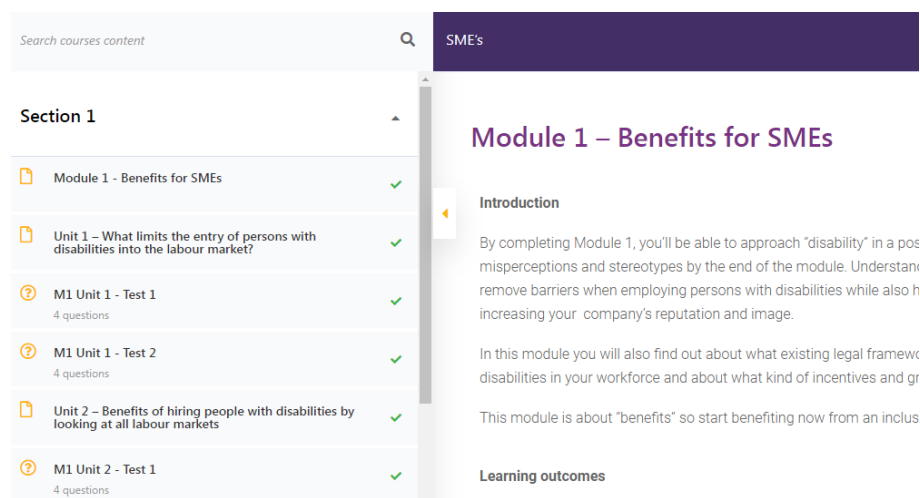 Search courses content
SME's
Section 1
Module 1 - Benefits for SMEs
Unit 1 – What limits the entry of persons with
disabilities into the labour market?
M1 Unit 1 - Test 1
4 questions
M1 Unit 1 - Test 2
4 questions
Unit 2 – Benefits of hiring people with disabilities by
looking at all labour markets
M1 Unit 2 - Test 1
4 questions
Module 1 – Benefits for SMEs
Introduction
By completing Module 1, you'll be able to approach "disability" in a
misperceptions and stereotypes by the end of the module.
remove barriers when employing persons with disabilities while also
increasing your company's reputation and image.
In this module you will also find out about what existing legal
disabilities in your workforce and about what kind of incentives and
This module is about "benefits" so start benefiting now from an
Learning outcomes